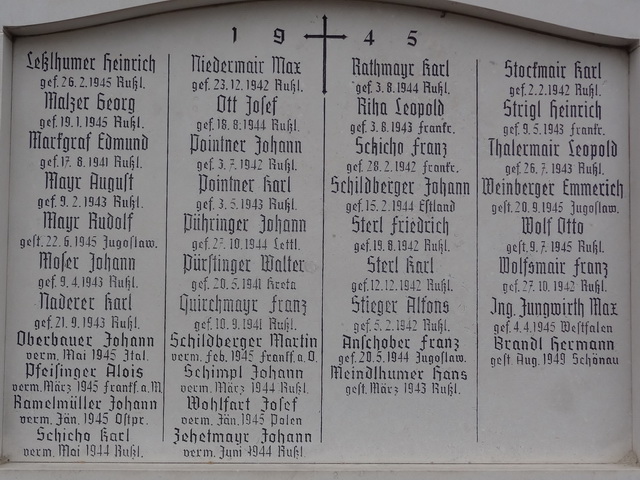 19 45
Leßlhumer Heinrich
gef. 26. 2. 1945 Rußl.
Malzer Georg
gef. 19. 1. 1945 Rußl.
Markgraf Edmund
gef. 17. 8. 1941 Rußl.
Mayr August
gef. 9. 2. 1943 Rußl.
Mayr Rudolf
gest. 22. 6. 1945 Jugoslaw.
Moser Johann
gef. 9. 4. 1943 Rußl.
Naderer Karl
gef. 21. 9. 1943 Rußl.
Oberbauer Johann
verm. Mai 1945 Ital.
Pfeisinger Alois
verm. März 1945 Frankf. a. M.
Ramelmüller Johann
verm. Jän. 1945 Ostpr.
Schicho Karl
verm. Mai 1944 Rußl.
Niedermair Max
gef. 23. 12. 1942 Rußl.
Ott Josef
gef. 18. 8. 1944 Rußl.
Pointner Johann
gef. 3. 7. 1942 Rußl.
Pointner Karl
gef. 3. 5. 1943 Rußl.
Pühringer Johann
gef. 27. 10. 1944 Lettl.
Pürstinger Walter
gef. 20. 5. 1941 Kreta
Quirchmayr Franz
gef. 10. 9. 1941 Rußl.
Schildberger Martin
verm. Feb. 1945 Frankf. a. O.
Schimpl Johann
verm. März 1944 Rußl.
Wohlfart Josef
verm. Jän. 1945 Polen
Zehetmayr Johann
verm. Juni 1944 Rußl.
Rathmayr Karl
gef. 3. 8. 1944 Rußl.
Riha Leopold
gef. 3. 8. 1943 Frankr.
Schicho Franz
gef. 28. 2. 1942 Frankr.
Schildberger Johann
gef. 15. 2. 1944 Estland
Sterl Friedrich
gef. 19. 8. 1942 Rußl.
Sterl Karl
gef. 12. 12. 1942 Rußl.
Stieger Alfons
gef. 5. 2. 1942 Rußl.
Anschober Franz
gef. 20. 5. 1944 Jugoslaw.
Meindlhumer Hans
gest. März 1943 Rußl.
Stockmair Karl
gef. 2. 2. 1942 Rußl.
Strigl Heinrich
gef. 9. 5. 1943 Frankr.
Thalermair Leopold
gef. 26. 7. 1943 Rußl.
Weinberger Emmerich
gest. 20. 9. 1945 Jugoslaw.
Wolf Otto
gest. 9. 7. 1945 Rußl.
Wolfsmair Franz
gef. 27. 10. 1942 Rußl.
Ing. Jungwirth Max
gef. 4. 4. 1945 Westfalen
Brandl Hermann
gest. Aug. 1949 Schönau